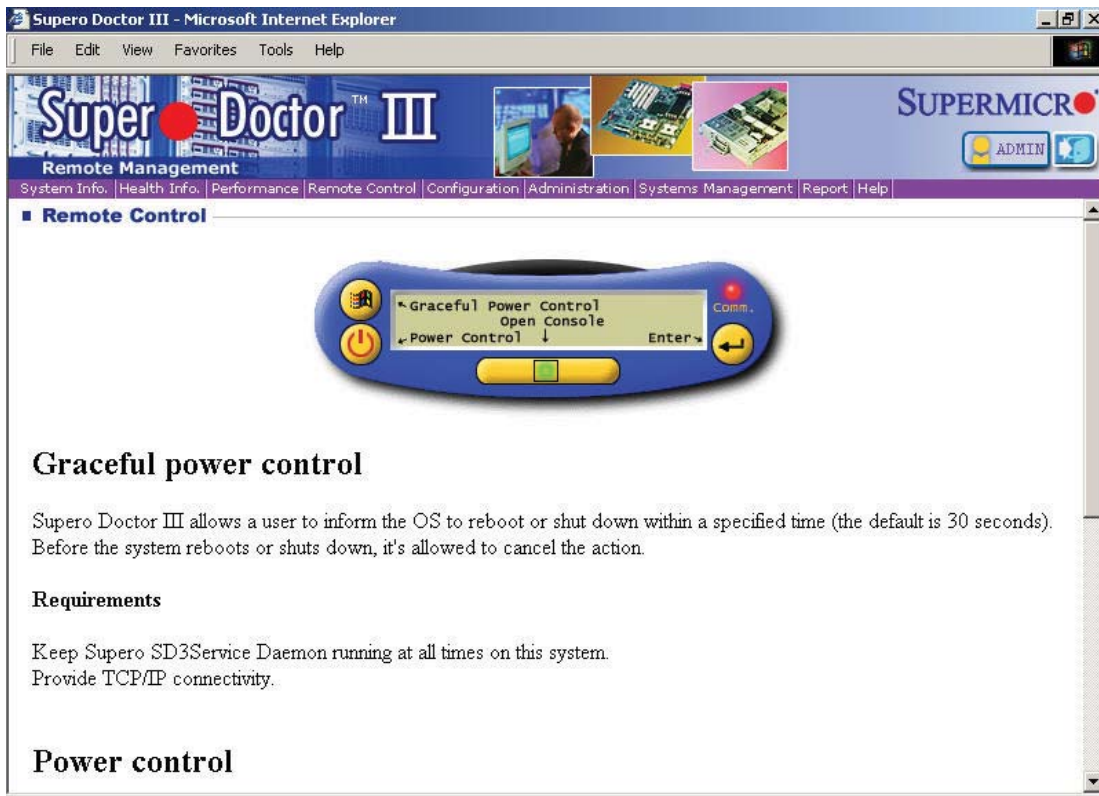 Supero Doctor III - Microsoft Internet Explorer
File Edit View Favorites Tools Help
Super Doctor™ III
SUPERMICR
ADMIN
Remote Management
System Info. | Health Info. | Performance | Remote Control | Configuration | Administration | Systems Management | Report | Help
Remote Control
Graceful Power Control
Comm.
Open Console
Power Control ↓ Enter
Graceful power control
Supero Doctor III allows a user to inform the OS to reboot or shut down within a specified time (the default is 30 seconds).
Before the system reboots or shuts down, it's allowed to cancel the action.
Requirements
Keep Supero SD3Service Daemon running at all times on this system.
Provide TCP/IP connectivity.
Power control